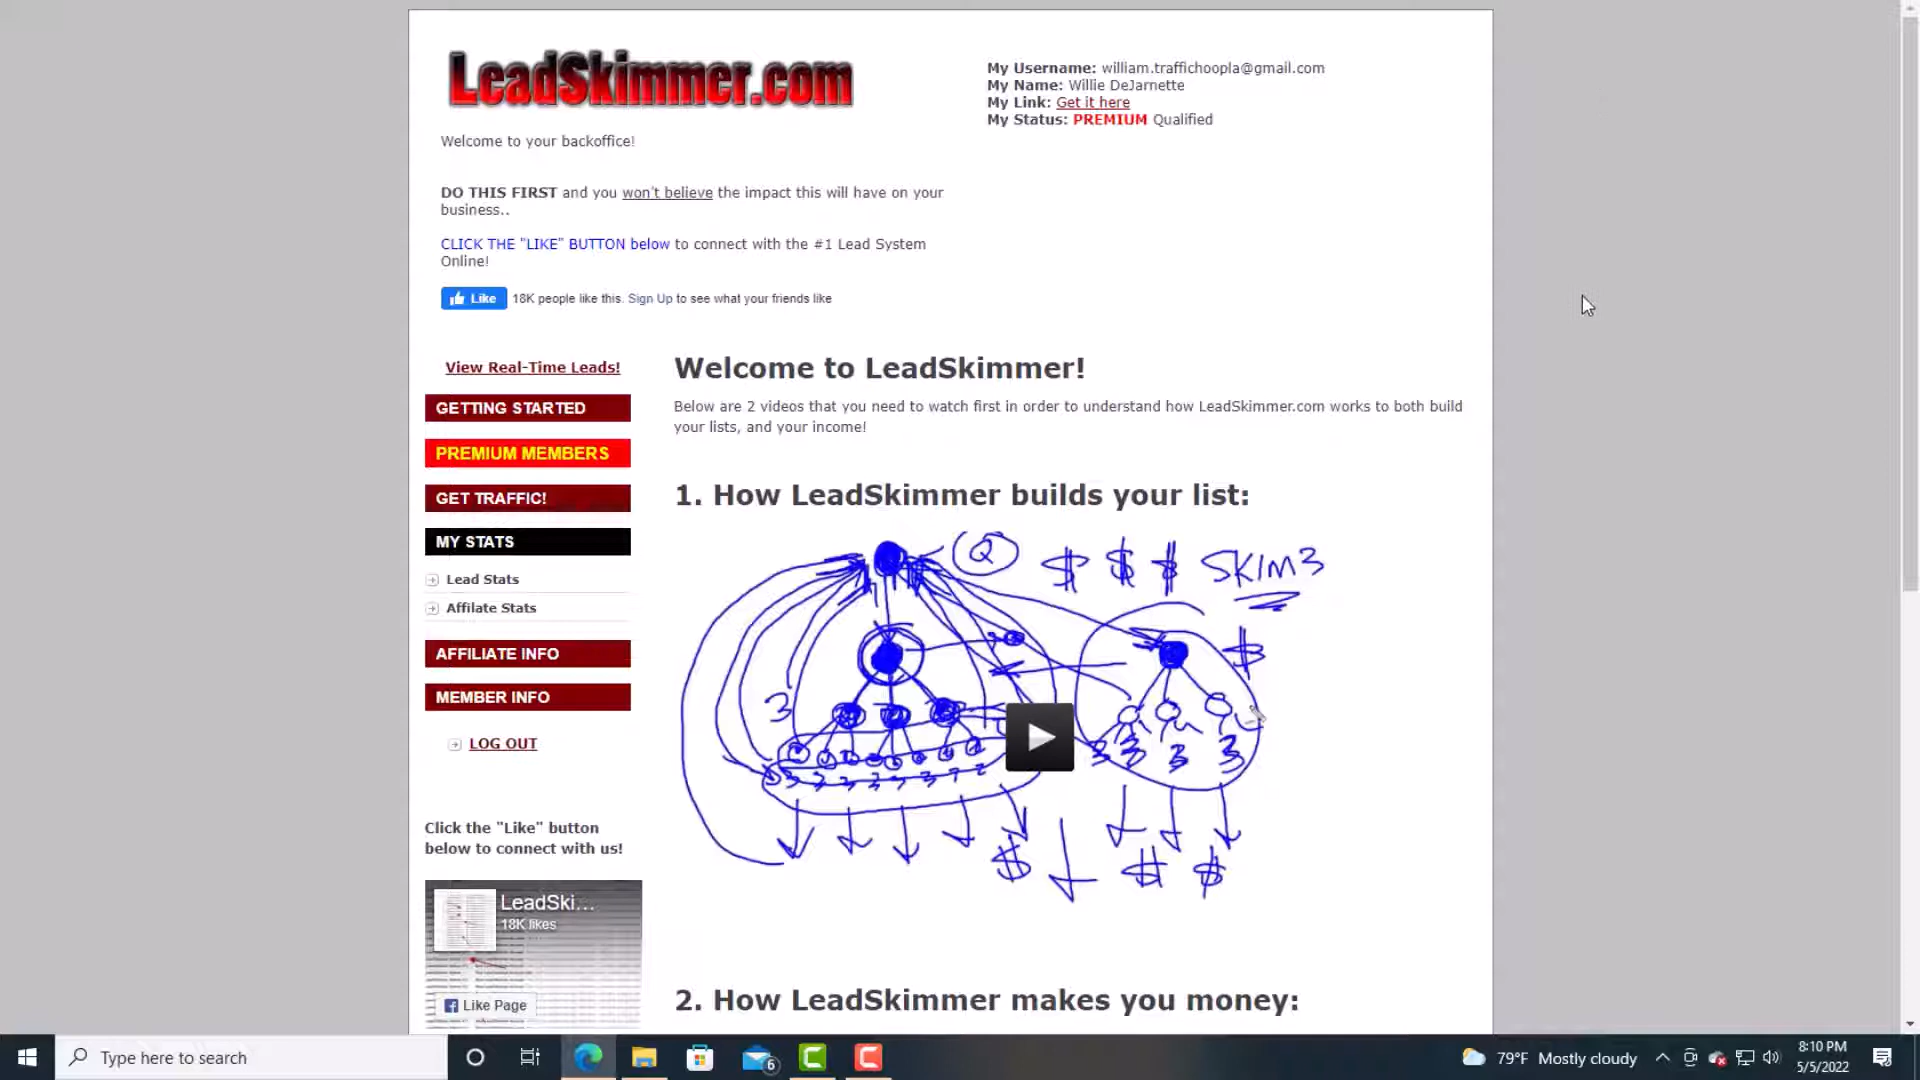 LeadSkimmer.com
My Username: william.traffichoopla@gmail.com
My Name: Willie DeJarnette
My Link: Get it here
My Status: PREMIUM Qualified
Welcome to your backoffice!
DO THIS FIRST and you won't believe the impact this will have on your
business..
CLICK THE "LIKE" BUTTON below to connect with the #1 Lead System
Online!
Like 18K people like this. Sign Up to see what your friends like
View Real-Time Leads!
GETTING STARTED
PREMIUM MEMBERS
GET TRAFFIC!
MY STATS
Lead Stats
Affilate Stats
AFFILIATE INFO
MEMBER INFO
LOG OUT
Click the "Like" button
below to connect with us!
LeadSki...
18K likes
Like Page
Welcome to LeadSkimmer!
Below are 2 videos that you need to watch first in order to understand how LeadSkimmer.com works to both build
your lists, and your income!
1. How LeadSkimmer builds your list:
$ $ $ SKIM 3
$
3
3 3 3 3
$ $ $
2. How LeadSkimmer makes you money:
Type here to search
6
79°F Mostly cloudy
8:10 PM
5/5/2022